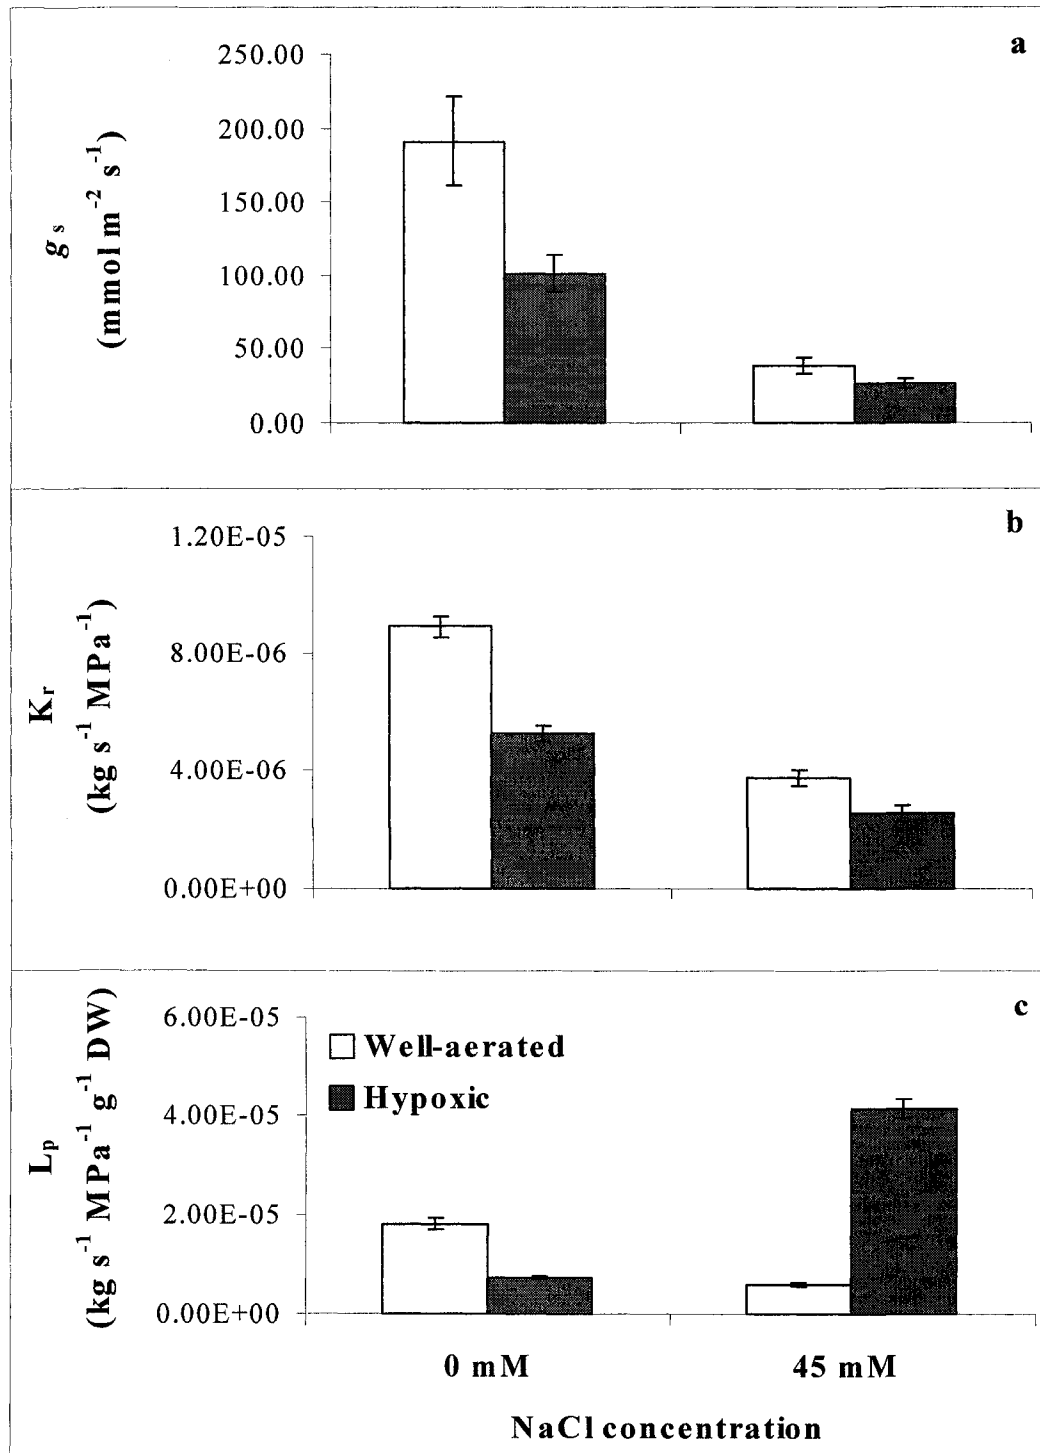 a
250.00
200.00
150.00
100.00
50.00
0.00
g s
(mmol m⁻² s⁻¹)
b
1.20E-05
8.00E-06
4.00E-06
0.00E+00
Kᵣ
(kg s⁻¹ MPa⁻¹)
c
6.00E-05
4.00E-05
2.00E-05
0.00E+00
Lₚ
(kg s⁻¹ MPa⁻¹ g⁻¹ DW)
Well-aerated
Hypoxic
0 mM 45 mM
NaCl concentration